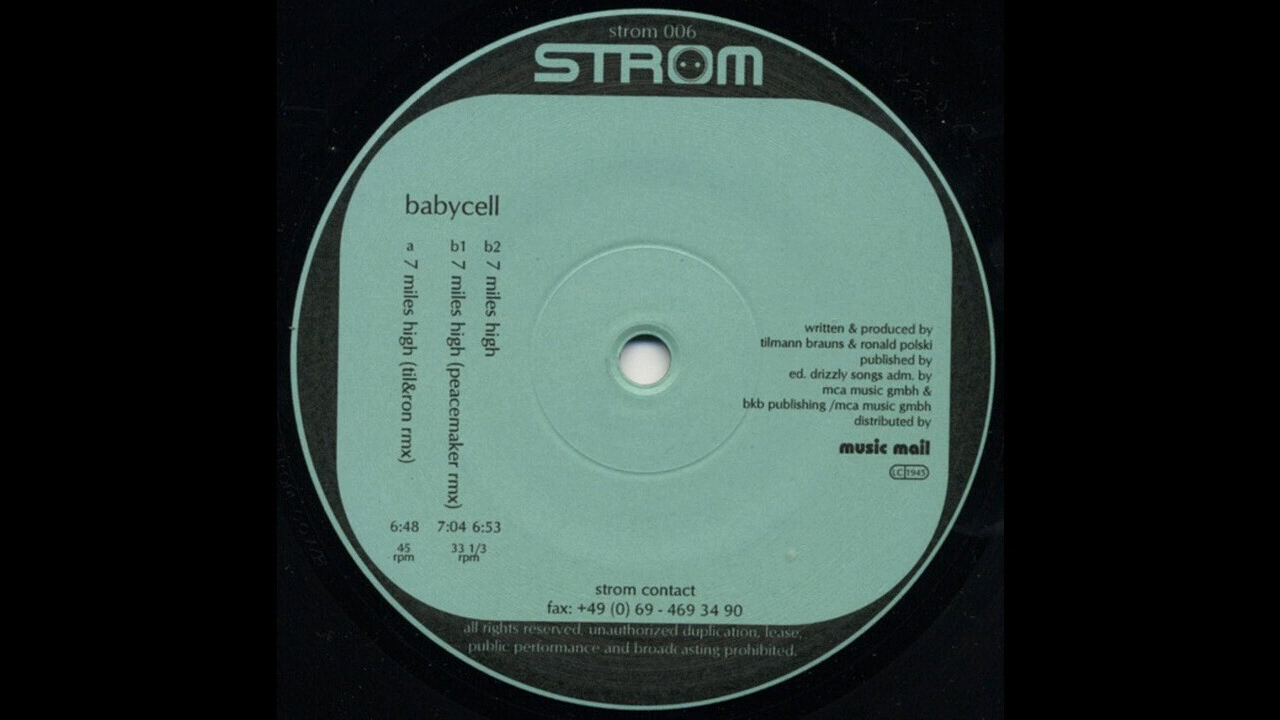 strom 006
STROM
babycell
a 7 miles high (til&ron rmx) 6:48 45 rpm
b1 7 miles high (peacemaker rmx) 7:04
b2 7 miles high 6:53
33 1/3 rpm
written & produced by
tilmann brauns & ronald polski
published by
ed. drizzly songs adm. by
mca music gmbh &
bkb publishing /mca music gmbh
distributed by
music mail
LC 1945
strom contact
fax: +49 (0) 69 - 469 34 90
all rights reserved, unauthorized duplication, lease,
public performance and broadcasting prohibited.